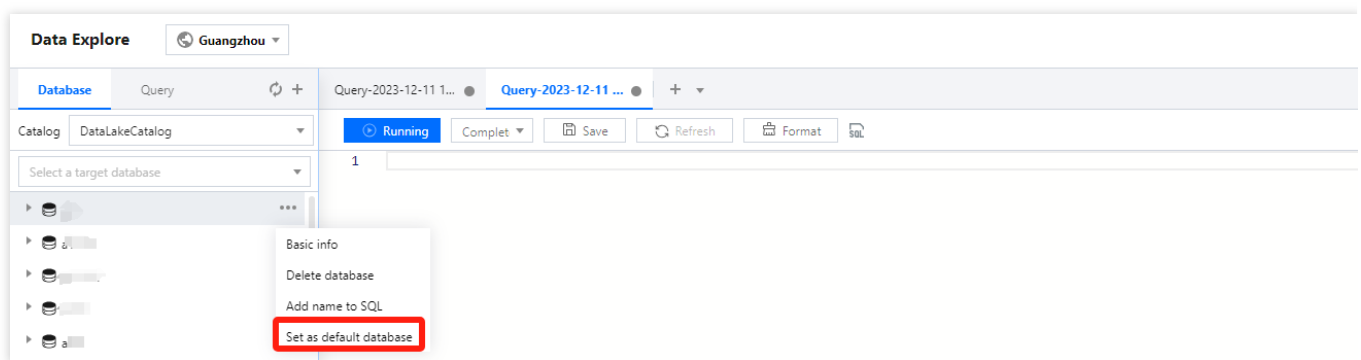 Data Explore Guangzhou
Database Query Query-2023-12-11 1... Query-2023-12-11 ...
Catalog DataLakeCatalog Running Complet Save Refresh Format SQL
Select a target database 1
Basic info
Delete database
Add name to SQL
Set as default database
a